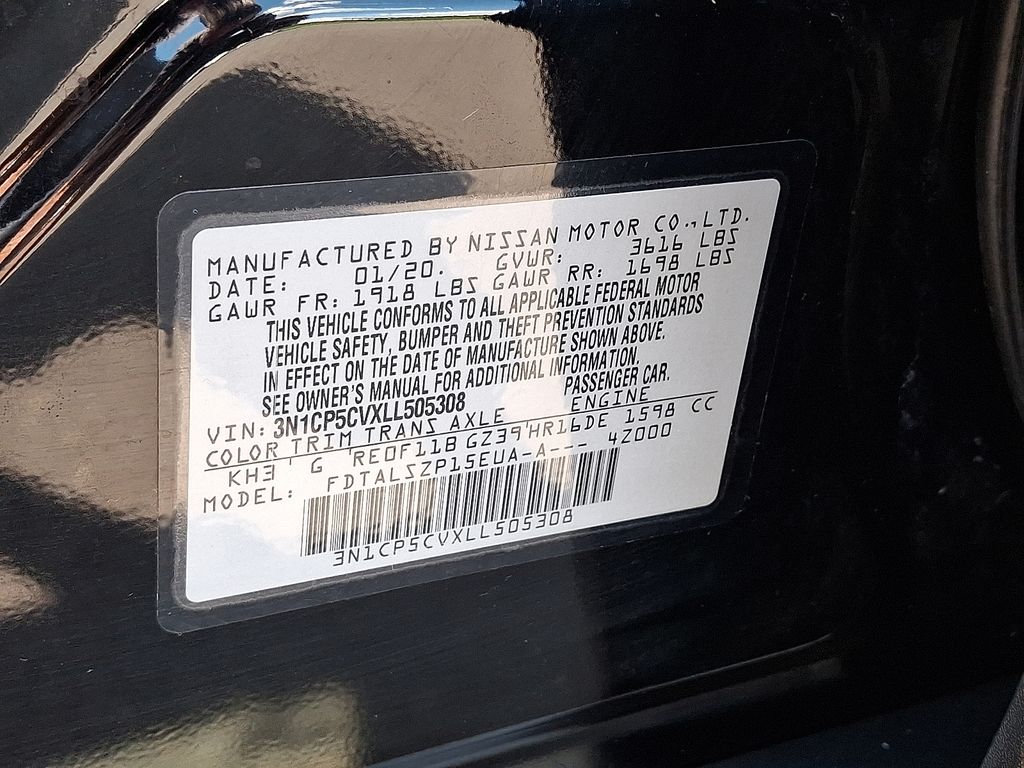 MANUFACTURED BY NISSAN MOTOR CO.,LTD.
DATE: 01/20. GVWR: 3616 LBS
GAWR FR: 1918 LBS GAWR RR: 1698 LBS
THIS VEHICLE CONFORMS TO ALL APPLICABLE FEDERAL MOTOR
VEHICLE SAFETY, BUMPER AND THEFT PREVENTION STANDARDS
IN EFFECT ON THE DATE OF MANUFACTURE SHOWN ABOVE.
SEE OWNER'S MANUAL FOR ADDITIONAL INFORMATION.
VIN: 3N1CP5CVXLL505308 PASSENGER CAR.
COLOR TRIM TRANS AXLE ENGINE
KH3 ' G 'RE0F11B GZ39'HR16DE 1598 CC
MODEL: FDTALSZP15EUA-A--- 4Z000
3N1CP5CVXLL505308